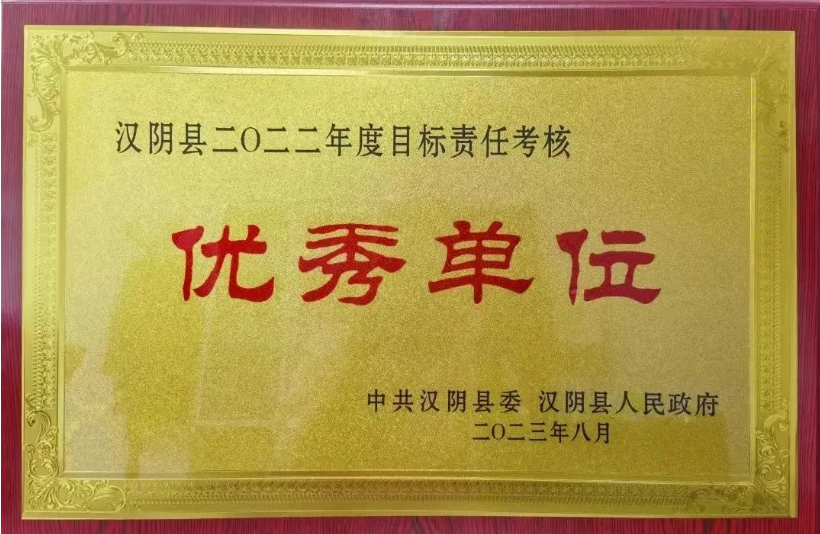 汉阴县二〇二二年度目标责任考核
优秀单位
中共汉阴县委 汉阴县人民政府
二〇二三年八月